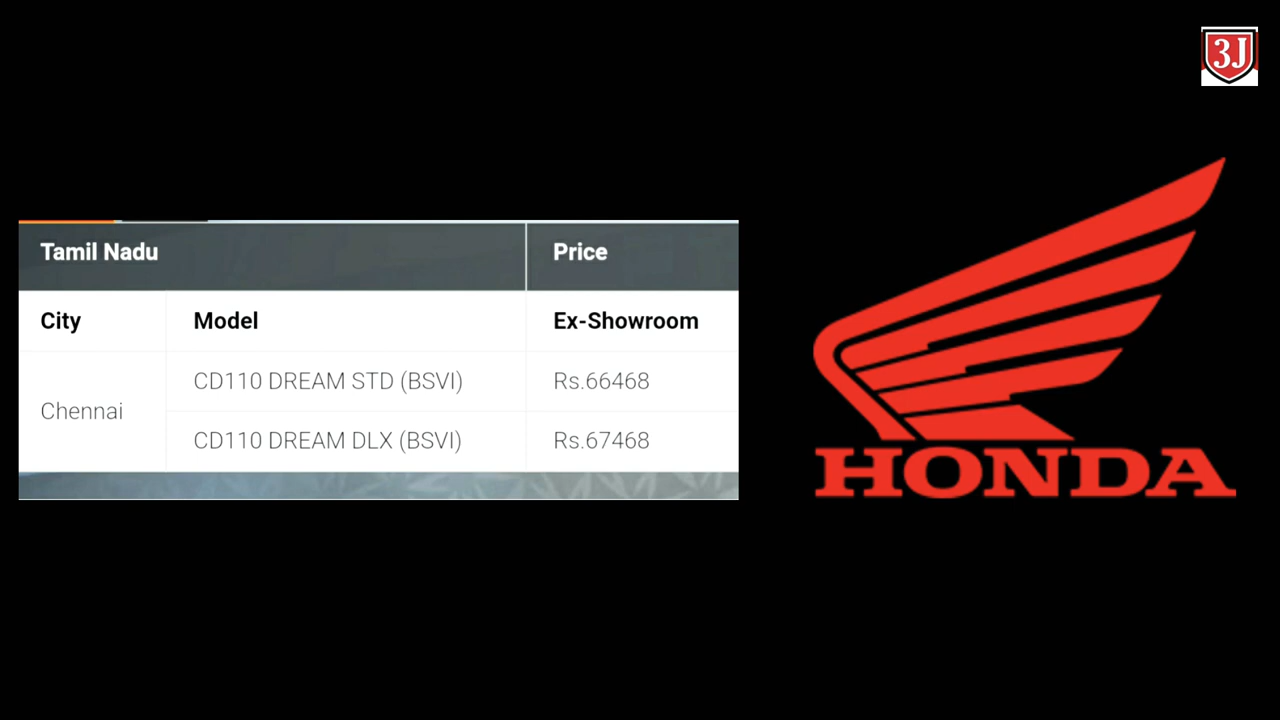 3J
Tamil Nadu Price
City Model Ex-Showroom
CD110 DREAM STD (BSVI) Rs.66468
Chennai
CD110 DREAM DLX (BSVI) Rs.67468
HONDA